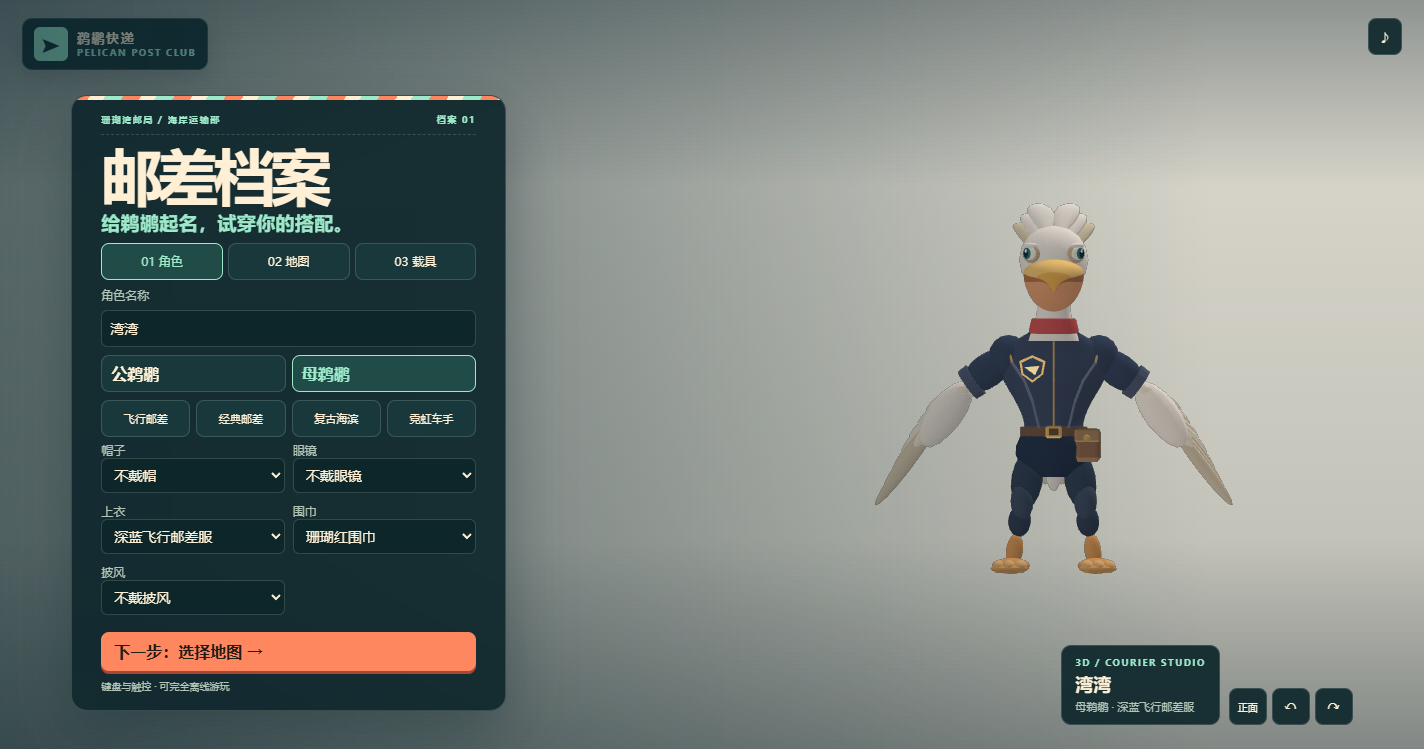 鹈鹕快递
PELICAN POST CLUB
♪
珊瑚湾邮局 / 海岸运输部
档案 01
邮差档案
给鹈鹕起名，试穿你的搭配。
01 角色
02 地图
03 载具
角色名称
湾湾
公鹈鹕
母鹈鹕
飞行邮差
经典邮差
复古海滨
霓虹车手
帽子
眼镜
不戴帽
不戴眼镜
上衣
围巾
深蓝飞行邮差服
珊瑚红围巾
披风
不戴披风
下一步：选择地图 →
键盘与触控 · 可完全离线游玩
3D / COURIER STUDIO
湾湾
母鹈鹕 · 深蓝飞行邮差服
正面